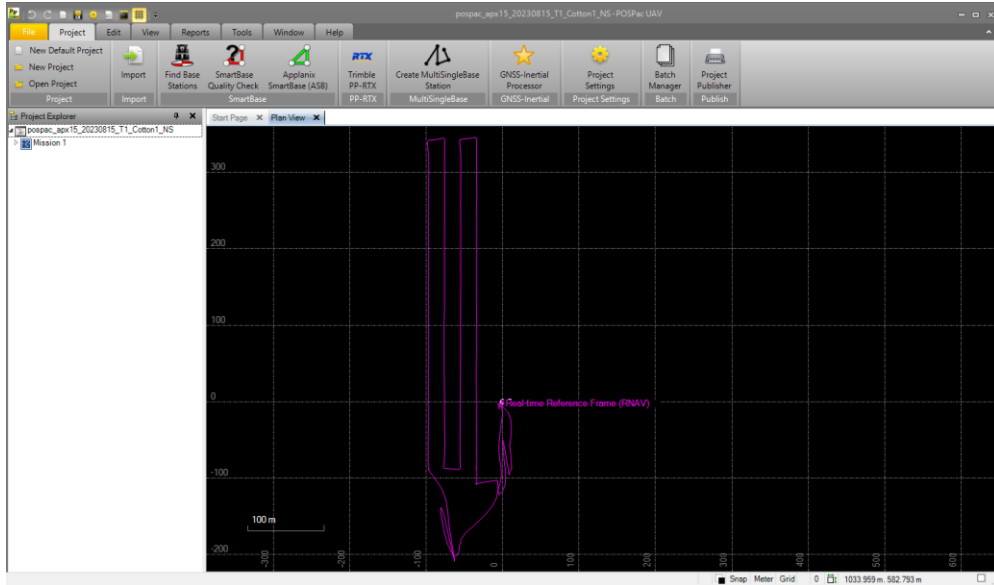 pospac_apx15_20230815_T1_Cotton1_NS - POSPac UAV
File Project Edit View Reports Tools Window Help
New Default Project
New Project
Open Project
Import
Find Base Stations
SmartBase Quality Check
Applanix SmartBase (ASB)
RTX
Trimble PP-RTX
Create MultiSingleBase Station
GNSS-Inertial Processor
Project Settings
Batch Manager
Project Publisher
Project Import SmartBase PP-RTX MultiSingleBase GNSS-Inertial Project Settings Batch Publish
Project Explorer
Start Page Plan View
pospac_apx15_20230815_T1_Cotton1_NS
Mission 1
300
200
100
0
Real-time Reference Frame (RNAV)
-100
100 m
-200
-300 -200 -100 0 100 200 300 400 500 600
Snap Meter Grid 0 1033.959 m, 582.793 m